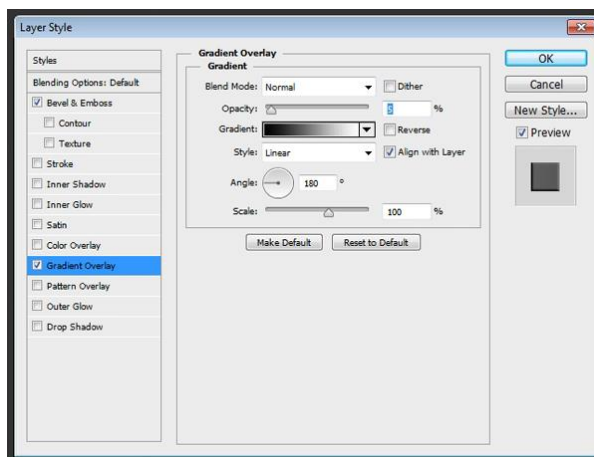 Layer Style
Styles
Blending Options: Default
Bevel & Emboss
Contour
Texture
Stroke
Inner Shadow
Inner Glow
Satin
Color Overlay
Gradient Overlay
Pattern Overlay
Outer Glow
Drop Shadow
Gradient Overlay
Gradient
Blend Mode: Normal Dither
Opacity: 5 %
Gradient: Reverse
Style: Linear Align with Layer
Angle: 180 °
Scale: 100 %
Make Default Reset to Default
OK
Cancel
New Style...
Preview